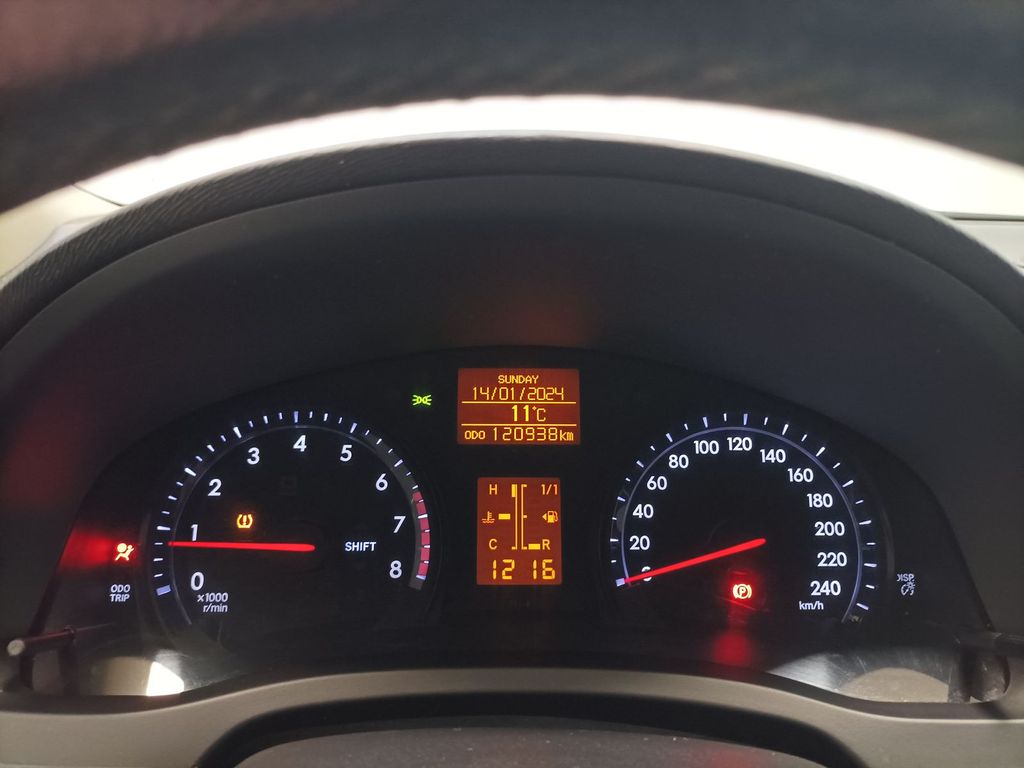 SUNDAY
14/01/2024
11°C
ODO 120938km
H 1/1
C R
12 16
0 1 2 3 4 5 6 7 8
SHIFT
x1000
r/min
ODO
TRIP
0 20 40 60 80 100 120 140 160 180 200 220 240
km/h
P
DISP